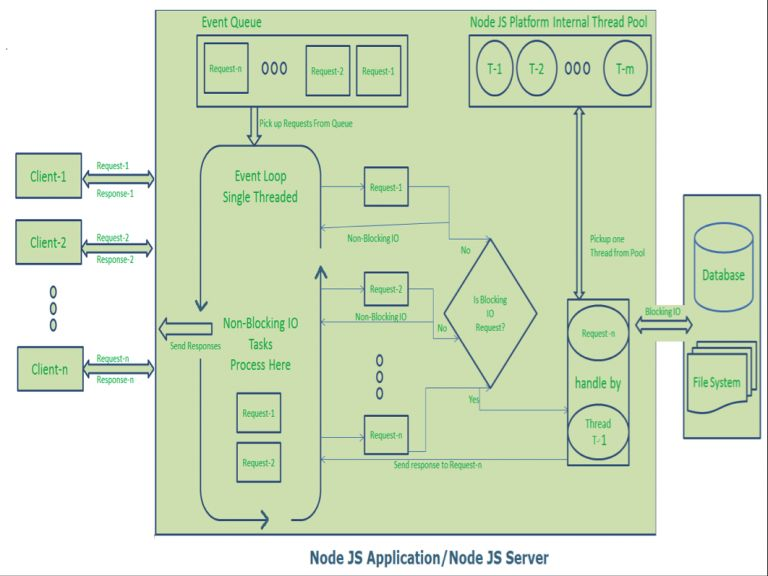 Event Queue
Node JS Platform Internal Thread Pool
Request-n
Request-2
Request-1
T-1
T-2
T-m
Pick up Requests From Queue
Client-1
Request-1
Response-1
Client-2
Request-2
Response-2
Client-n
Request-n
Response-n
Event Loop
Single Threaded
Request-1
Non-Blocking IO
No
Request-2
Non-Blocking IO
No
Is Blocking
IO
Request?
Pickup one
Thread from Pool
Send Responses
Non-Blocking IO
Tasks
Process Here
Request-1
Request-2
Request-n
Yes
Send response to Request-n
Request -n
handle by
Thread
T- 1
Blocking IO
Database
File System
Node JS Application/Node JS Server